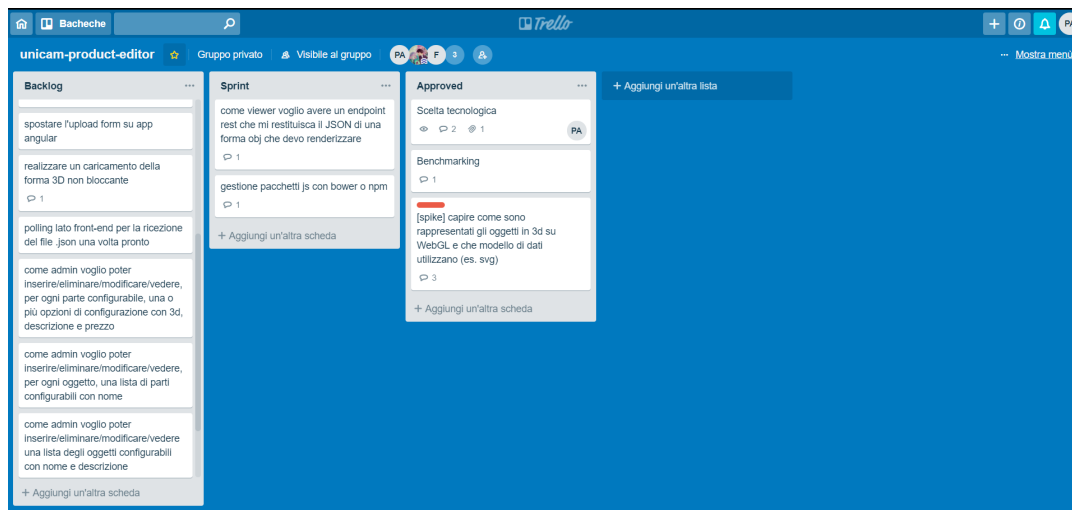 Bacheche
Trello
PA
unicam-product-editor
Gruppo privato
Visibile al gruppo
PA
F
3
... Mostra menù
Backlog
...
spostare l'upload form su app
angular
realizzare un caricamento della
forma 3D non bloccante
1
polling lato front-end per la ricezione
del file .json una volta pronto
come admin voglio poter
inserire/eliminare/modificare/vedere,
per ogni parte configurabile, una o
più opzioni di configurazione con 3d,
descrizione e prezzo
come admin voglio poter
inserire/eliminare/modificare/vedere,
per ogni oggetto, una lista di parti
configurabili con nome
come admin voglio poter
inserire/eliminare/modificare/vedere
una lista degli oggetti configurabili
con nome e descrizione
+ Aggiungi un'altra scheda
Sprint
...
come viewer voglio avere un endpoint
rest che mi restituisca il JSON di una
forma obj che devo renderizzare
1
gestione pacchetti js con bower o npm
1
+ Aggiungi un'altra scheda
Approved
...
Scelta tecnologica
2
1
PA
Benchmarking
1
[spike] capire come sono
rappresentati gli oggetti in 3d su
WebGL e che modello di dati
utilizzano (es. svg)
3
+ Aggiungi un'altra scheda
+ Aggiungi un'altra lista